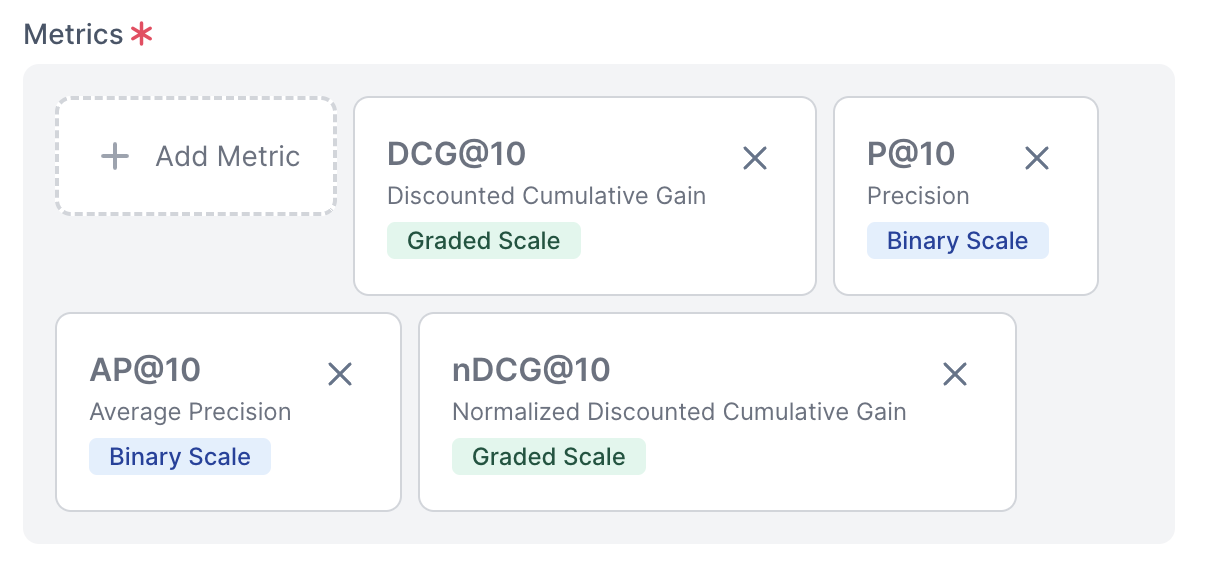 Metrics *
+ Add Metric
DCG@10
Discounted Cumulative Gain
Graded Scale
P@10
Precision
Binary Scale
AP@10
Average Precision
Binary Scale
nDCG@10
Normalized Discounted Cumulative Gain
Graded Scale